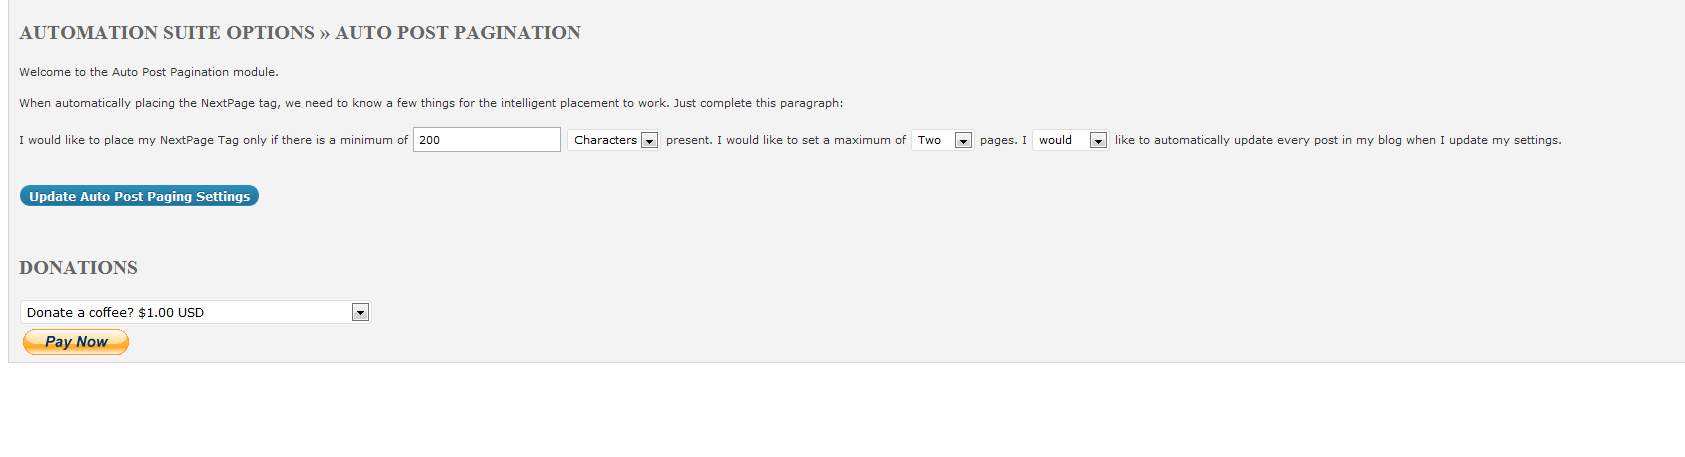 AUTOMATION SUITE OPTIONS » AUTO POST PAGINATION
Welcome to the Auto Post Pagination module.
When automatically placing the NextPage tag, we need to know a few things for the intelligent placement to work. Just complete this paragraph:
I would like to place my NextPage Tag only if there is a minimum of 200 Characters present. I would like to set a maximum of Two pages. I would like to automatically update every post in my blog when I update my settings.
Update Auto Post Paging Settings
DONATIONS
Donate a coffee? $1.00 USD
Pay Now